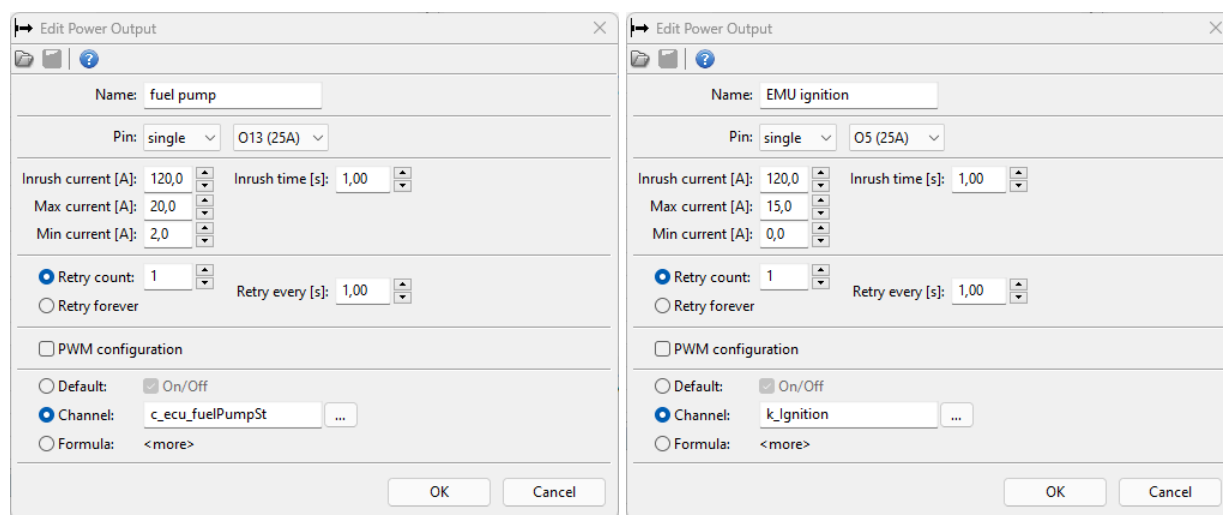 Edit Power Output
Name: fuel pump
Pin: single O13 (25A)
Inrush current [A]: 120,0 Inrush time [s]: 1,00
Max current [A]: 20,0
Min current [A]: 2,0
Retry count: 1
Retry every [s]: 1,00
Retry forever
PWM configuration
Default: On/Off
Channel: c_ecu_fuelPumpSt ...
Formula: <more>
OK Cancel
Edit Power Output
Name: EMU ignition
Pin: single O5 (25A)
Inrush current [A]: 120,0 Inrush time [s]: 1,00
Max current [A]: 15,0
Min current [A]: 0,0
Retry count: 1
Retry every [s]: 1,00
Retry forever
PWM configuration
Default: On/Off
Channel: k_Ignition ...
Formula: <more>
OK Cancel